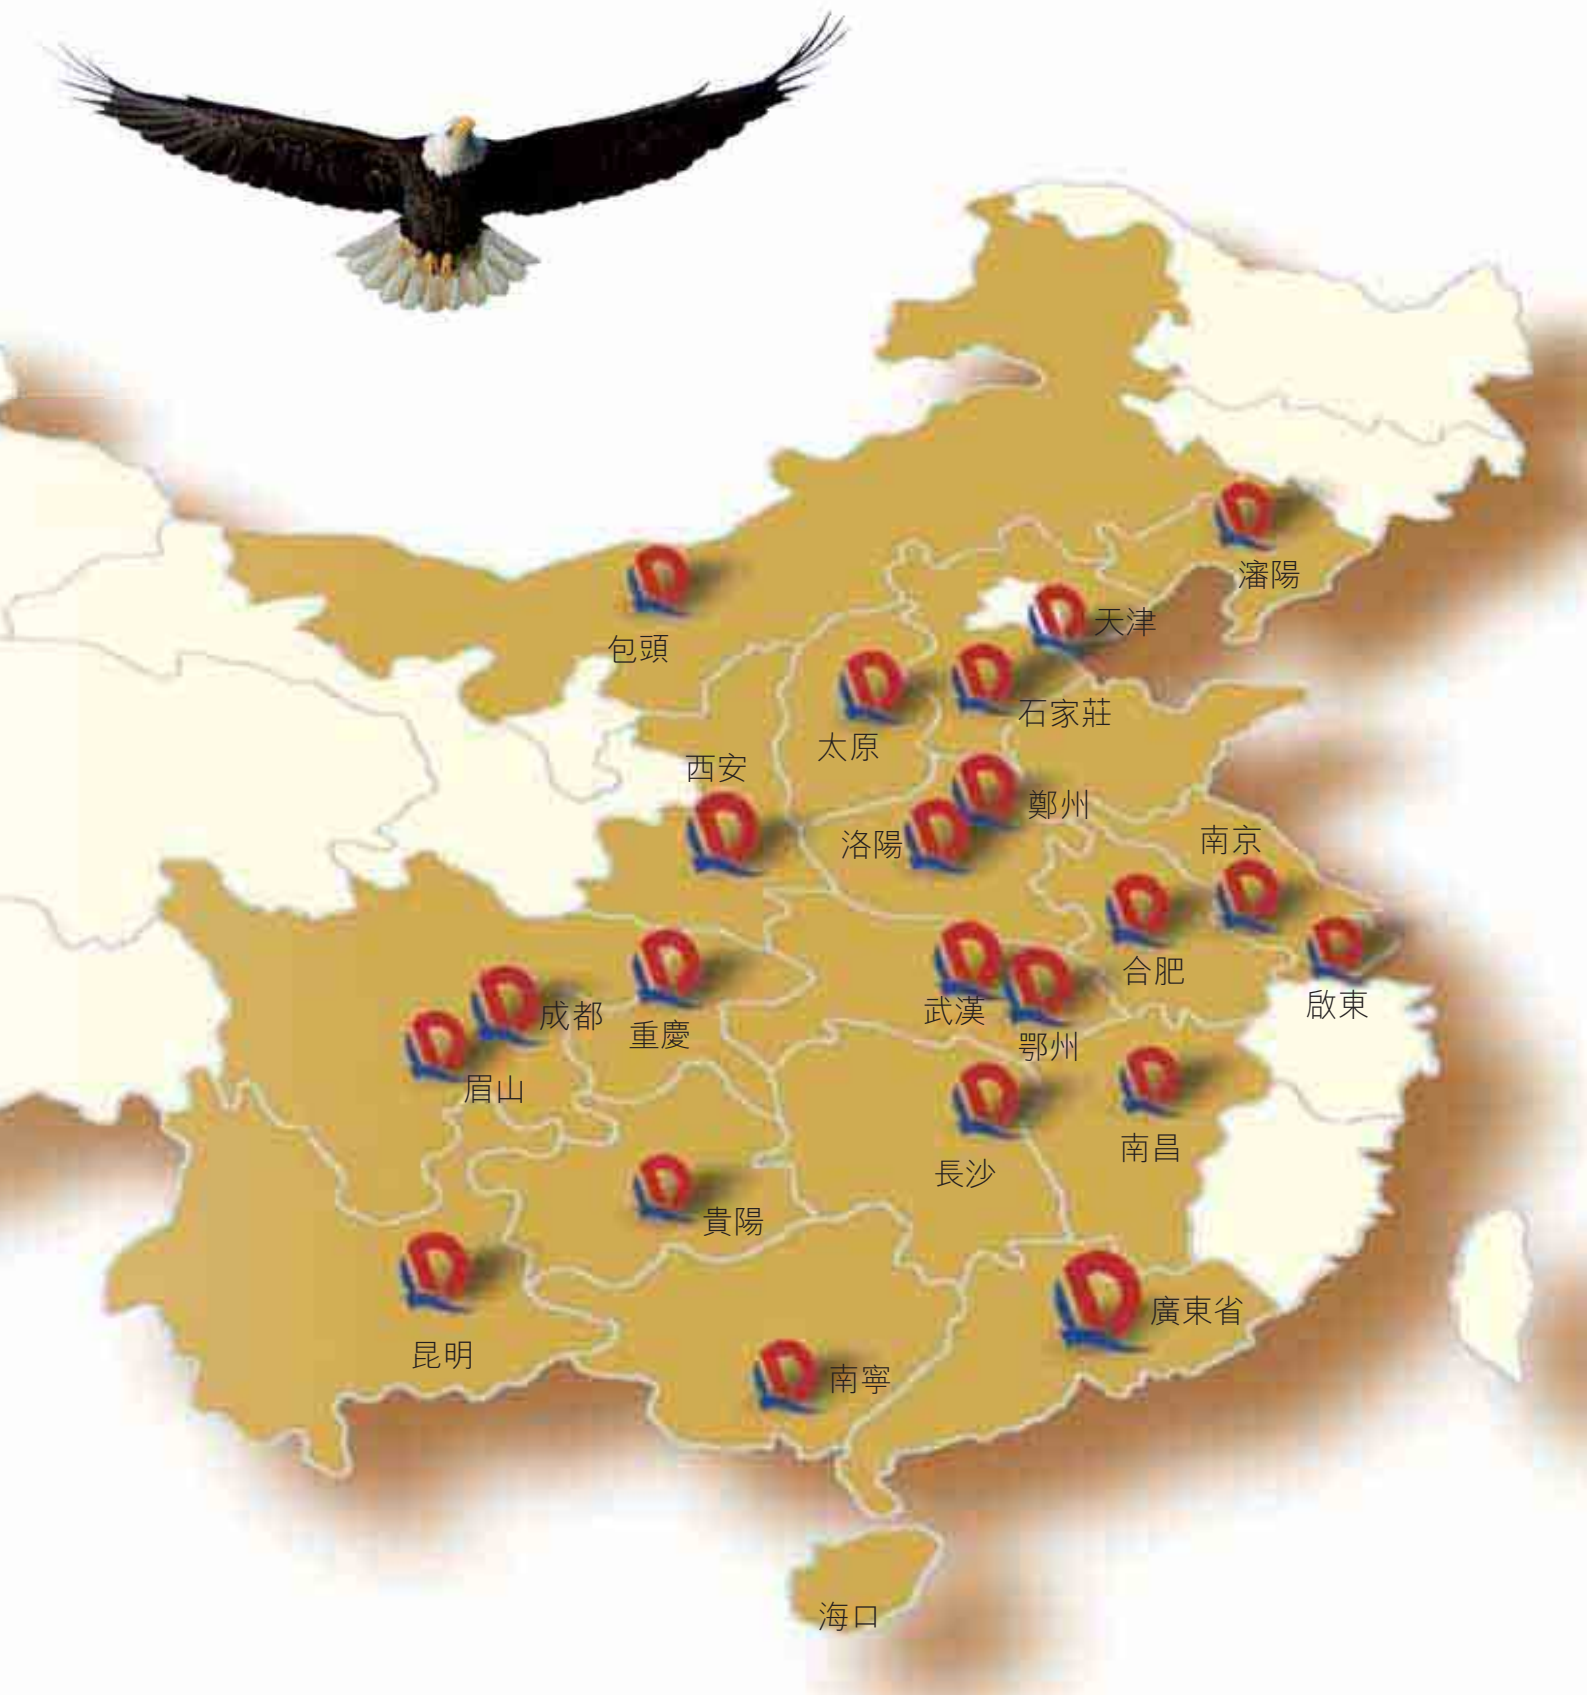 瀋陽
天津
包頭
石家莊
太原
西安
鄭州
洛陽
南京
合肥
啟東
武漢
成都
重慶
鄂州
眉山
南昌
長沙
貴陽
廣東省
昆明
南寧
海口